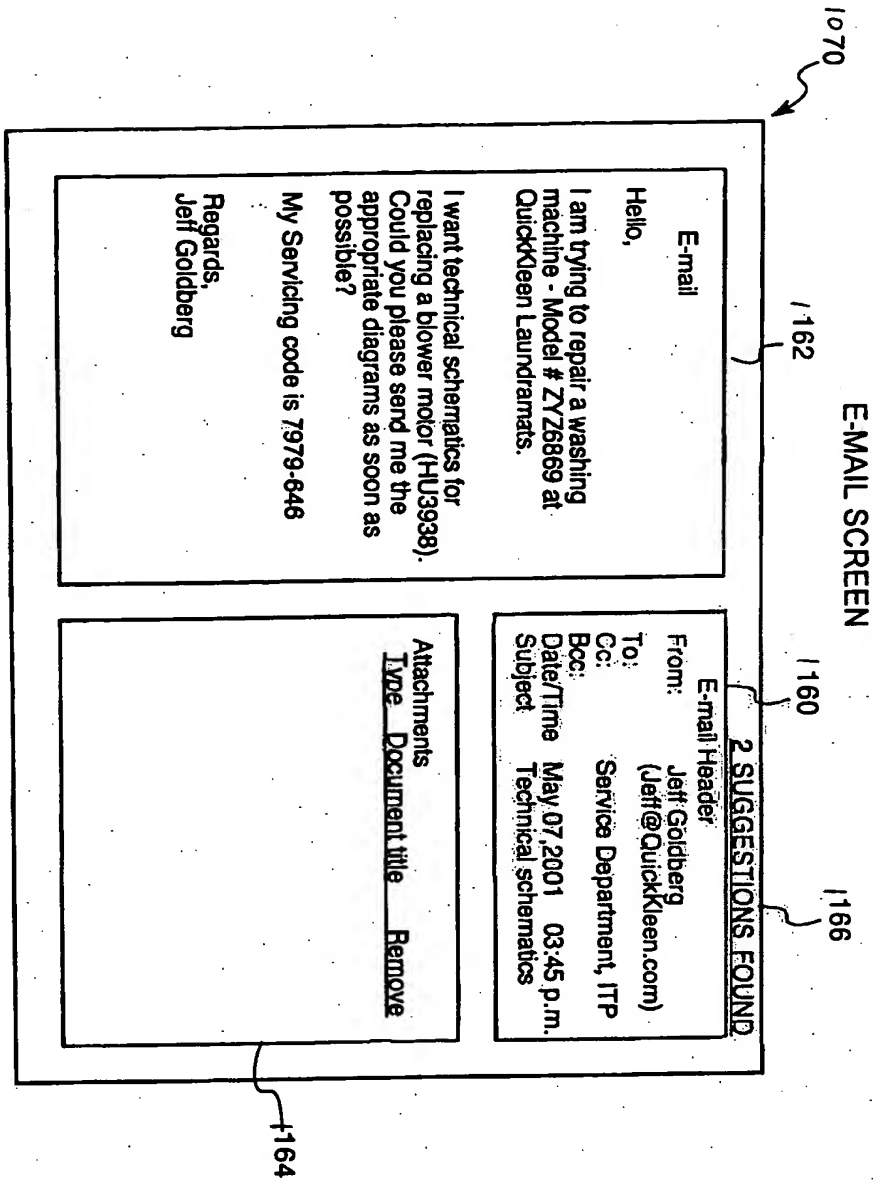 E-MAIL SCREEN
1070
1162
1160
1166
2 SUGGESTIONS FOUND
E-mail
Hello,
I am trying to repair a washing
machine - Model # ZYZ6869 at
QuickKleen Laundramats.
I want technical schematics for
replacing a blower motor (HU3938).
Could you please send me the
appropriate diagrams as soon as
possible?
My Servicing code is 7979-646
Regards,
Jeff Goldberg
E-mail Header
From: Jeff Goldberg
(Jeff@QuickKleen.com)
To: Service Department, ITP
Cc:
Bcc:
Date/Time May 07,2001 03:45 p.m.
Subject Technical schematics
Attachments
Type Document title Remove
1164